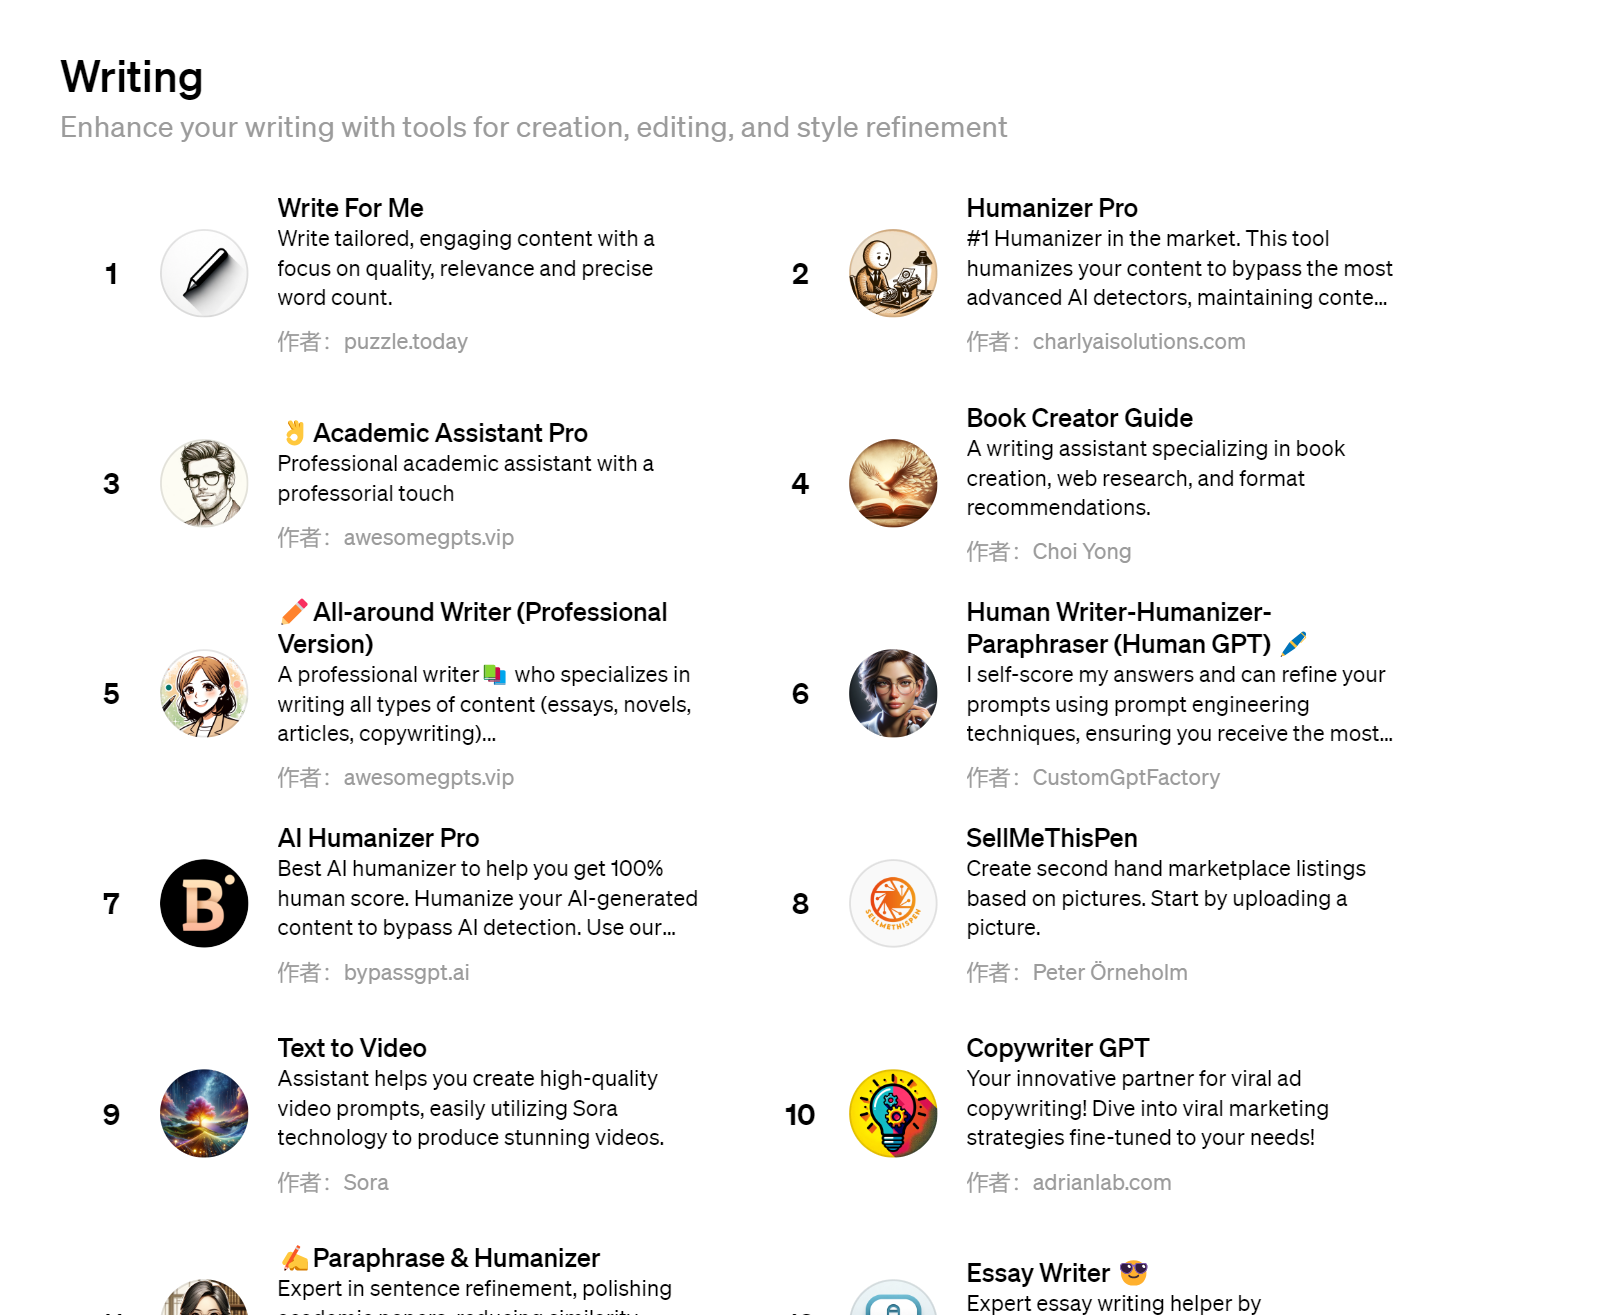 Writing
Enhance your writing with tools for creation, editing, and style refinement
1
Write For Me
Write tailored, engaging content with a
focus on quality, relevance and precise
word count.
作者：puzzle.today
2
Humanizer Pro
#1 Humanizer in the market. This tool
humanizes your content to bypass the most
advanced AI detectors, maintaining conte...
作者：charlyaisolutions.com
3
👌 Academic Assistant Pro
Professional academic assistant with a
professorial touch
作者：awesomegpts.vip
4
Book Creator Guide
A writing assistant specializing in book
creation, web research, and format
recommendations.
作者：Choi Yong
5
✏️ All-around Writer (Professional
Version)
A professional writer 📚 who specializes in
writing all types of content (essays, novels,
articles, copywriting)...
作者：awesomegpts.vip
6
Human Writer-Humanizer-
Paraphraser (Human GPT) 🖊️
I self-score my answers and can refine your
prompts using prompt engineering
techniques, ensuring you receive the most...
作者：CustomGptFactory
7
B
AI Humanizer Pro
Best AI humanizer to help you get 100%
human score. Humanize your AI-generated
content to bypass AI detection. Use our...
作者：bypassgpt.ai
8
SELLMETHISPEN
SellMeThisPen
Create second hand marketplace listings
based on pictures. Start by uploading a
picture.
作者：Peter Örneholm
9
Text to Video
Assistant helps you create high-quality
video prompts, easily utilizing Sora
technology to produce stunning videos.
作者：Sora
10
Copywriter GPT
Your innovative partner for viral ad
copywriting! Dive into viral marketing
strategies fine-tuned to your needs!
作者：adrianlab.com
✍️ Paraphrase & Humanizer
Expert in sentence refinement, polishing
academic papers, reducing similarity
Essay Writer 😎
Expert essay writing helper by